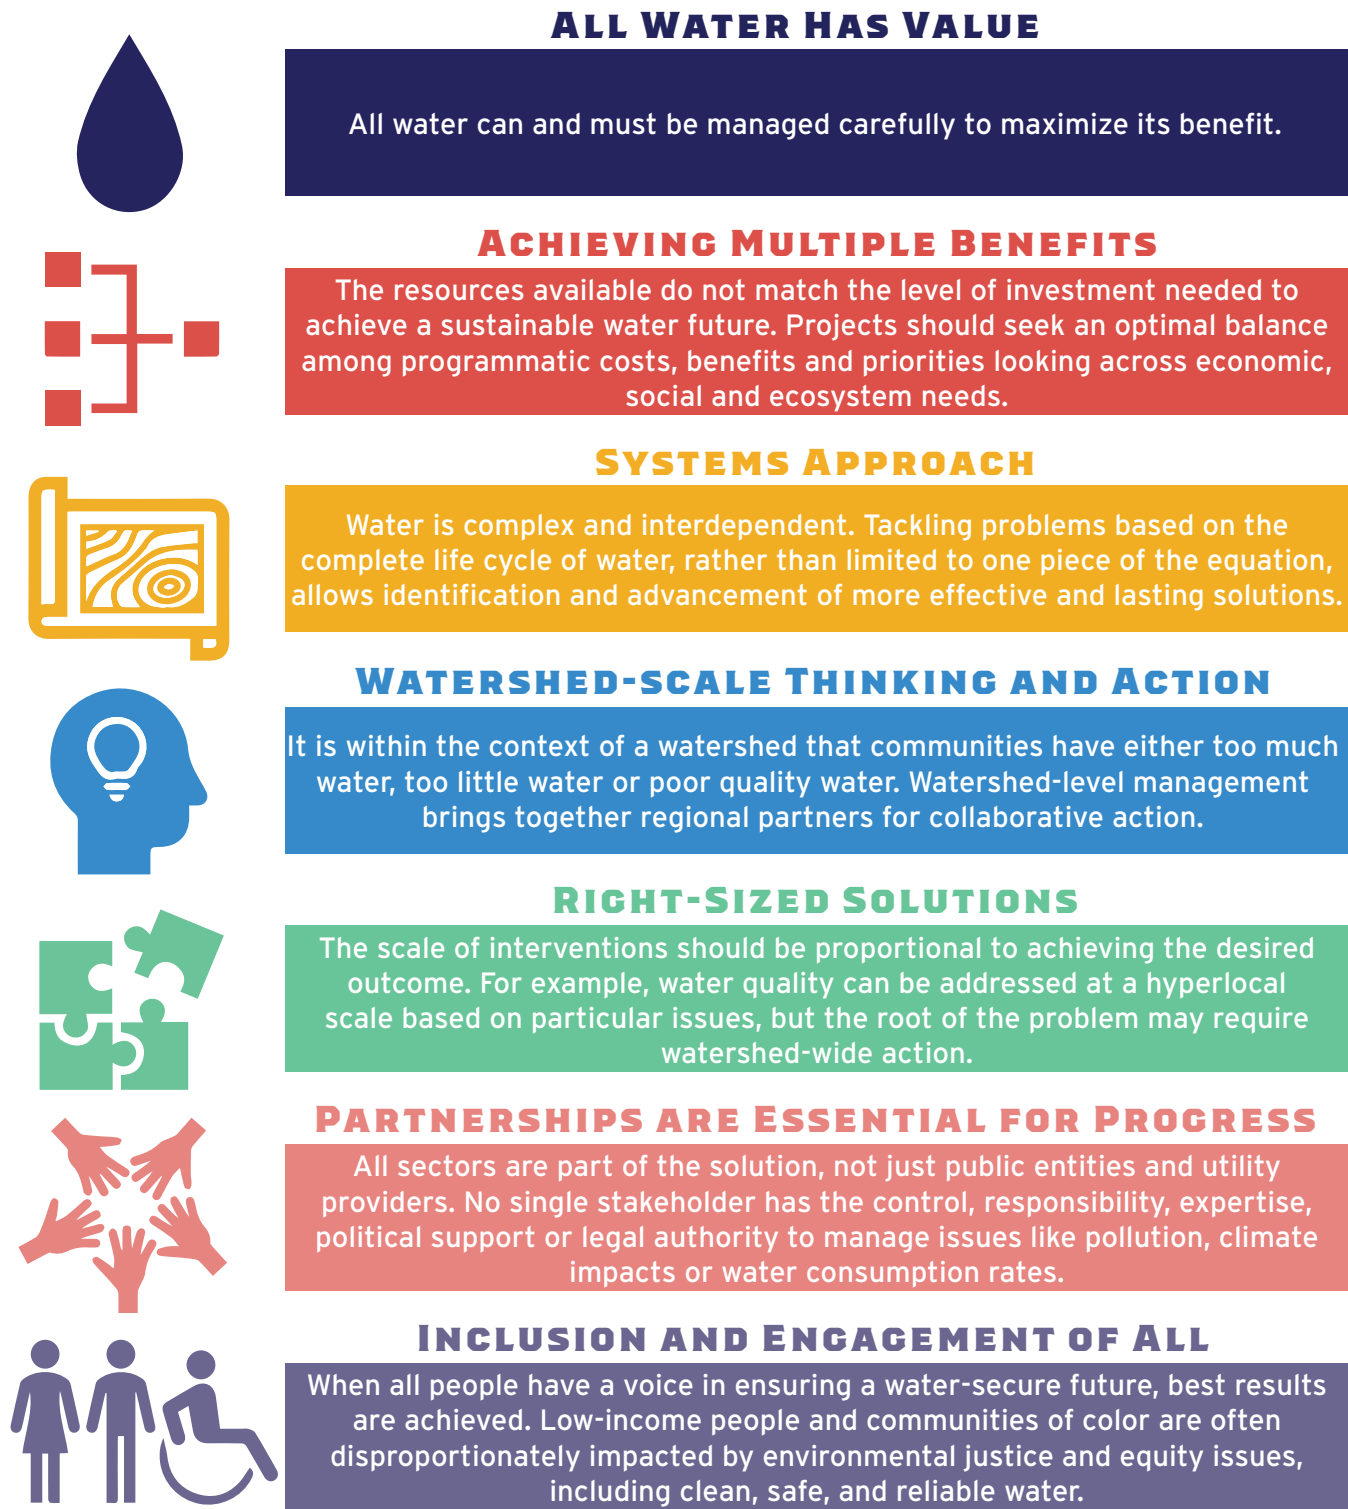 All Water Has Value
All water can and must be managed carefully to maximize its benefit.
Achieving Multiple Benefits
The resources available do not match the level of investment needed to
achieve a sustainable water future. Projects should seek an optimal balance
among programmatic costs, benefits and priorities looking across economic,
social and ecosystem needs.
Systems Approach
Water is complex and interdependent. Tackling problems based on the
complete life cycle of water, rather than limited to one piece of the equation,
allows identification and advancement of more effective and lasting solutions.
Watershed-scale Thinking and Action
It is within the context of a watershed that communities have either too much
water, too little water or poor quality water. Watershed-level management
brings together regional partners for collaborative action.
Right-Sized Solutions
The scale of interventions should be proportional to achieving the desired
outcome. For example, water quality can be addressed at a hyperlocal
scale based on particular issues, but the root of the problem may require
watershed-wide action.
Partnerships are Essential for Progress
All sectors are part of the solution, not just public entities and utility
providers. No single stakeholder has the control, responsibility, expertise,
political support or legal authority to manage issues like pollution, climate
impacts or water consumption rates.
Inclusion and Engagement of All
When all people have a voice in ensuring a water-secure future, best results
are achieved. Low-income people and communities of color are often
disproportionately impacted by environmental justice and equity issues,
including clean, safe, and reliable water.